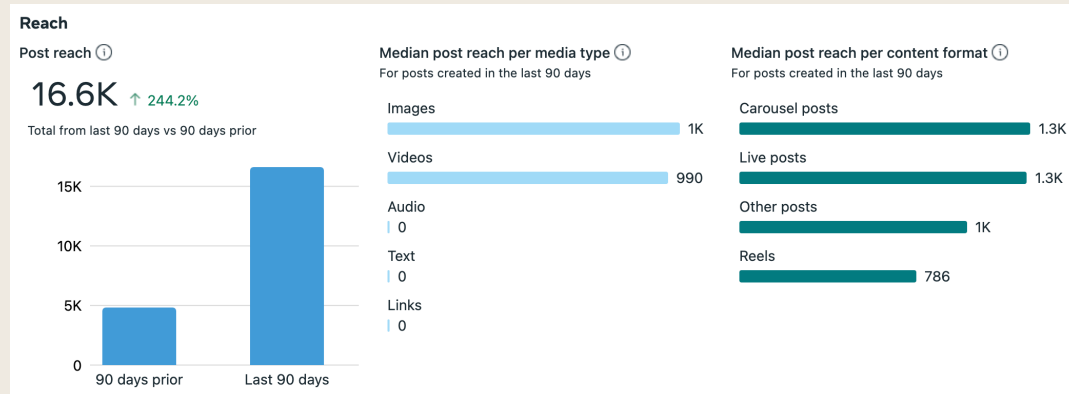 Reach
Post reach
16.6K ↑ 244.2%
Total from last 90 days vs 90 days prior
15K
10K
5K
0
90 days prior
Last 90 days
Median post reach per media type
For posts created in the last 90 days
Images
1K
Videos
990
Audio
0
Text
0
Links
0
Median post reach per content format
For posts created in the last 90 days
Carousel posts
1.3K
Live posts
1.3K
Other posts
1K
Reels
786